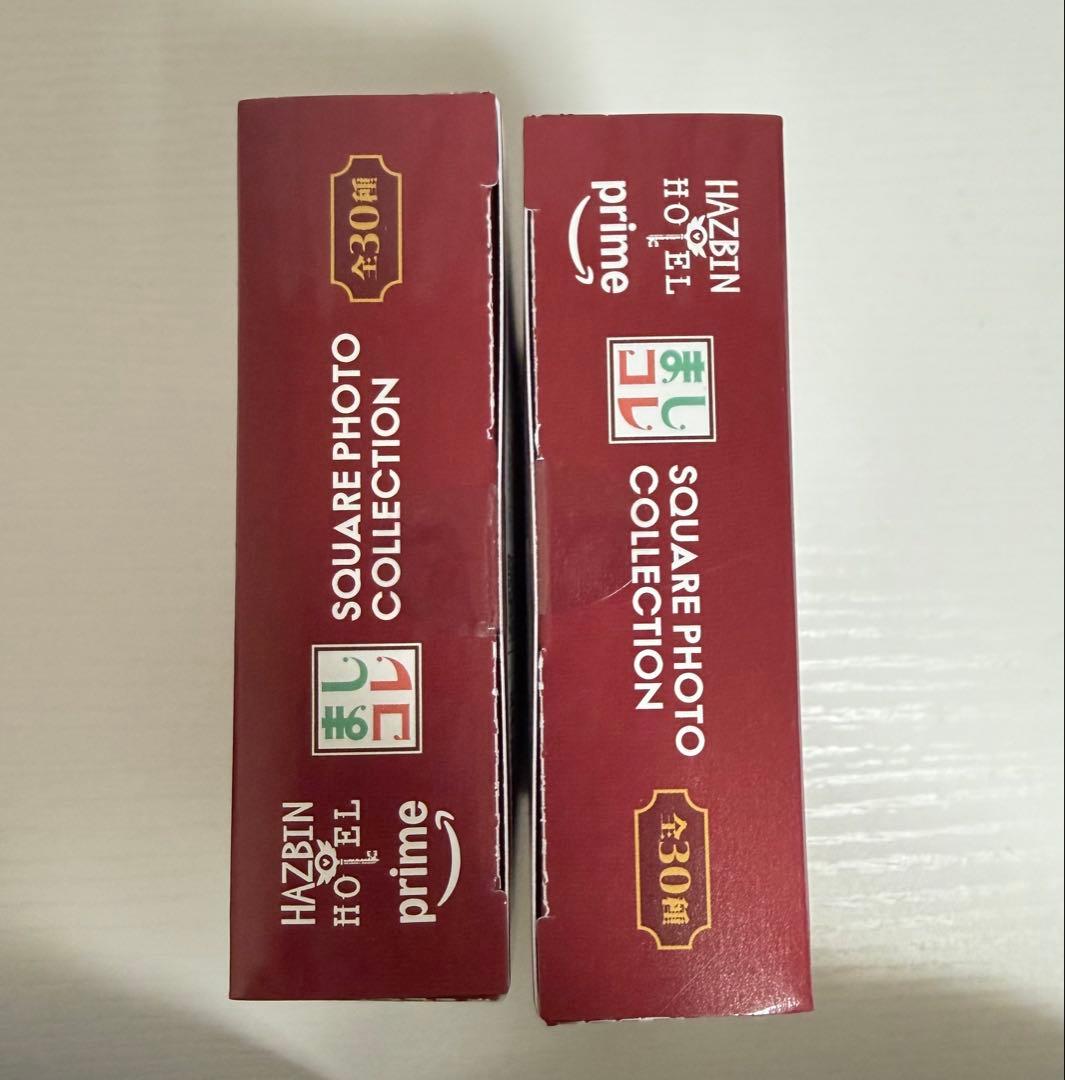 HAZBIN
HOTEL
prime
ましコレ
SQUARE PHOTO
COLLECTION
全30種
HAZBIN
HOTEL
prime
ましコレ
SQUARE PHOTO
COLLECTION
全30種